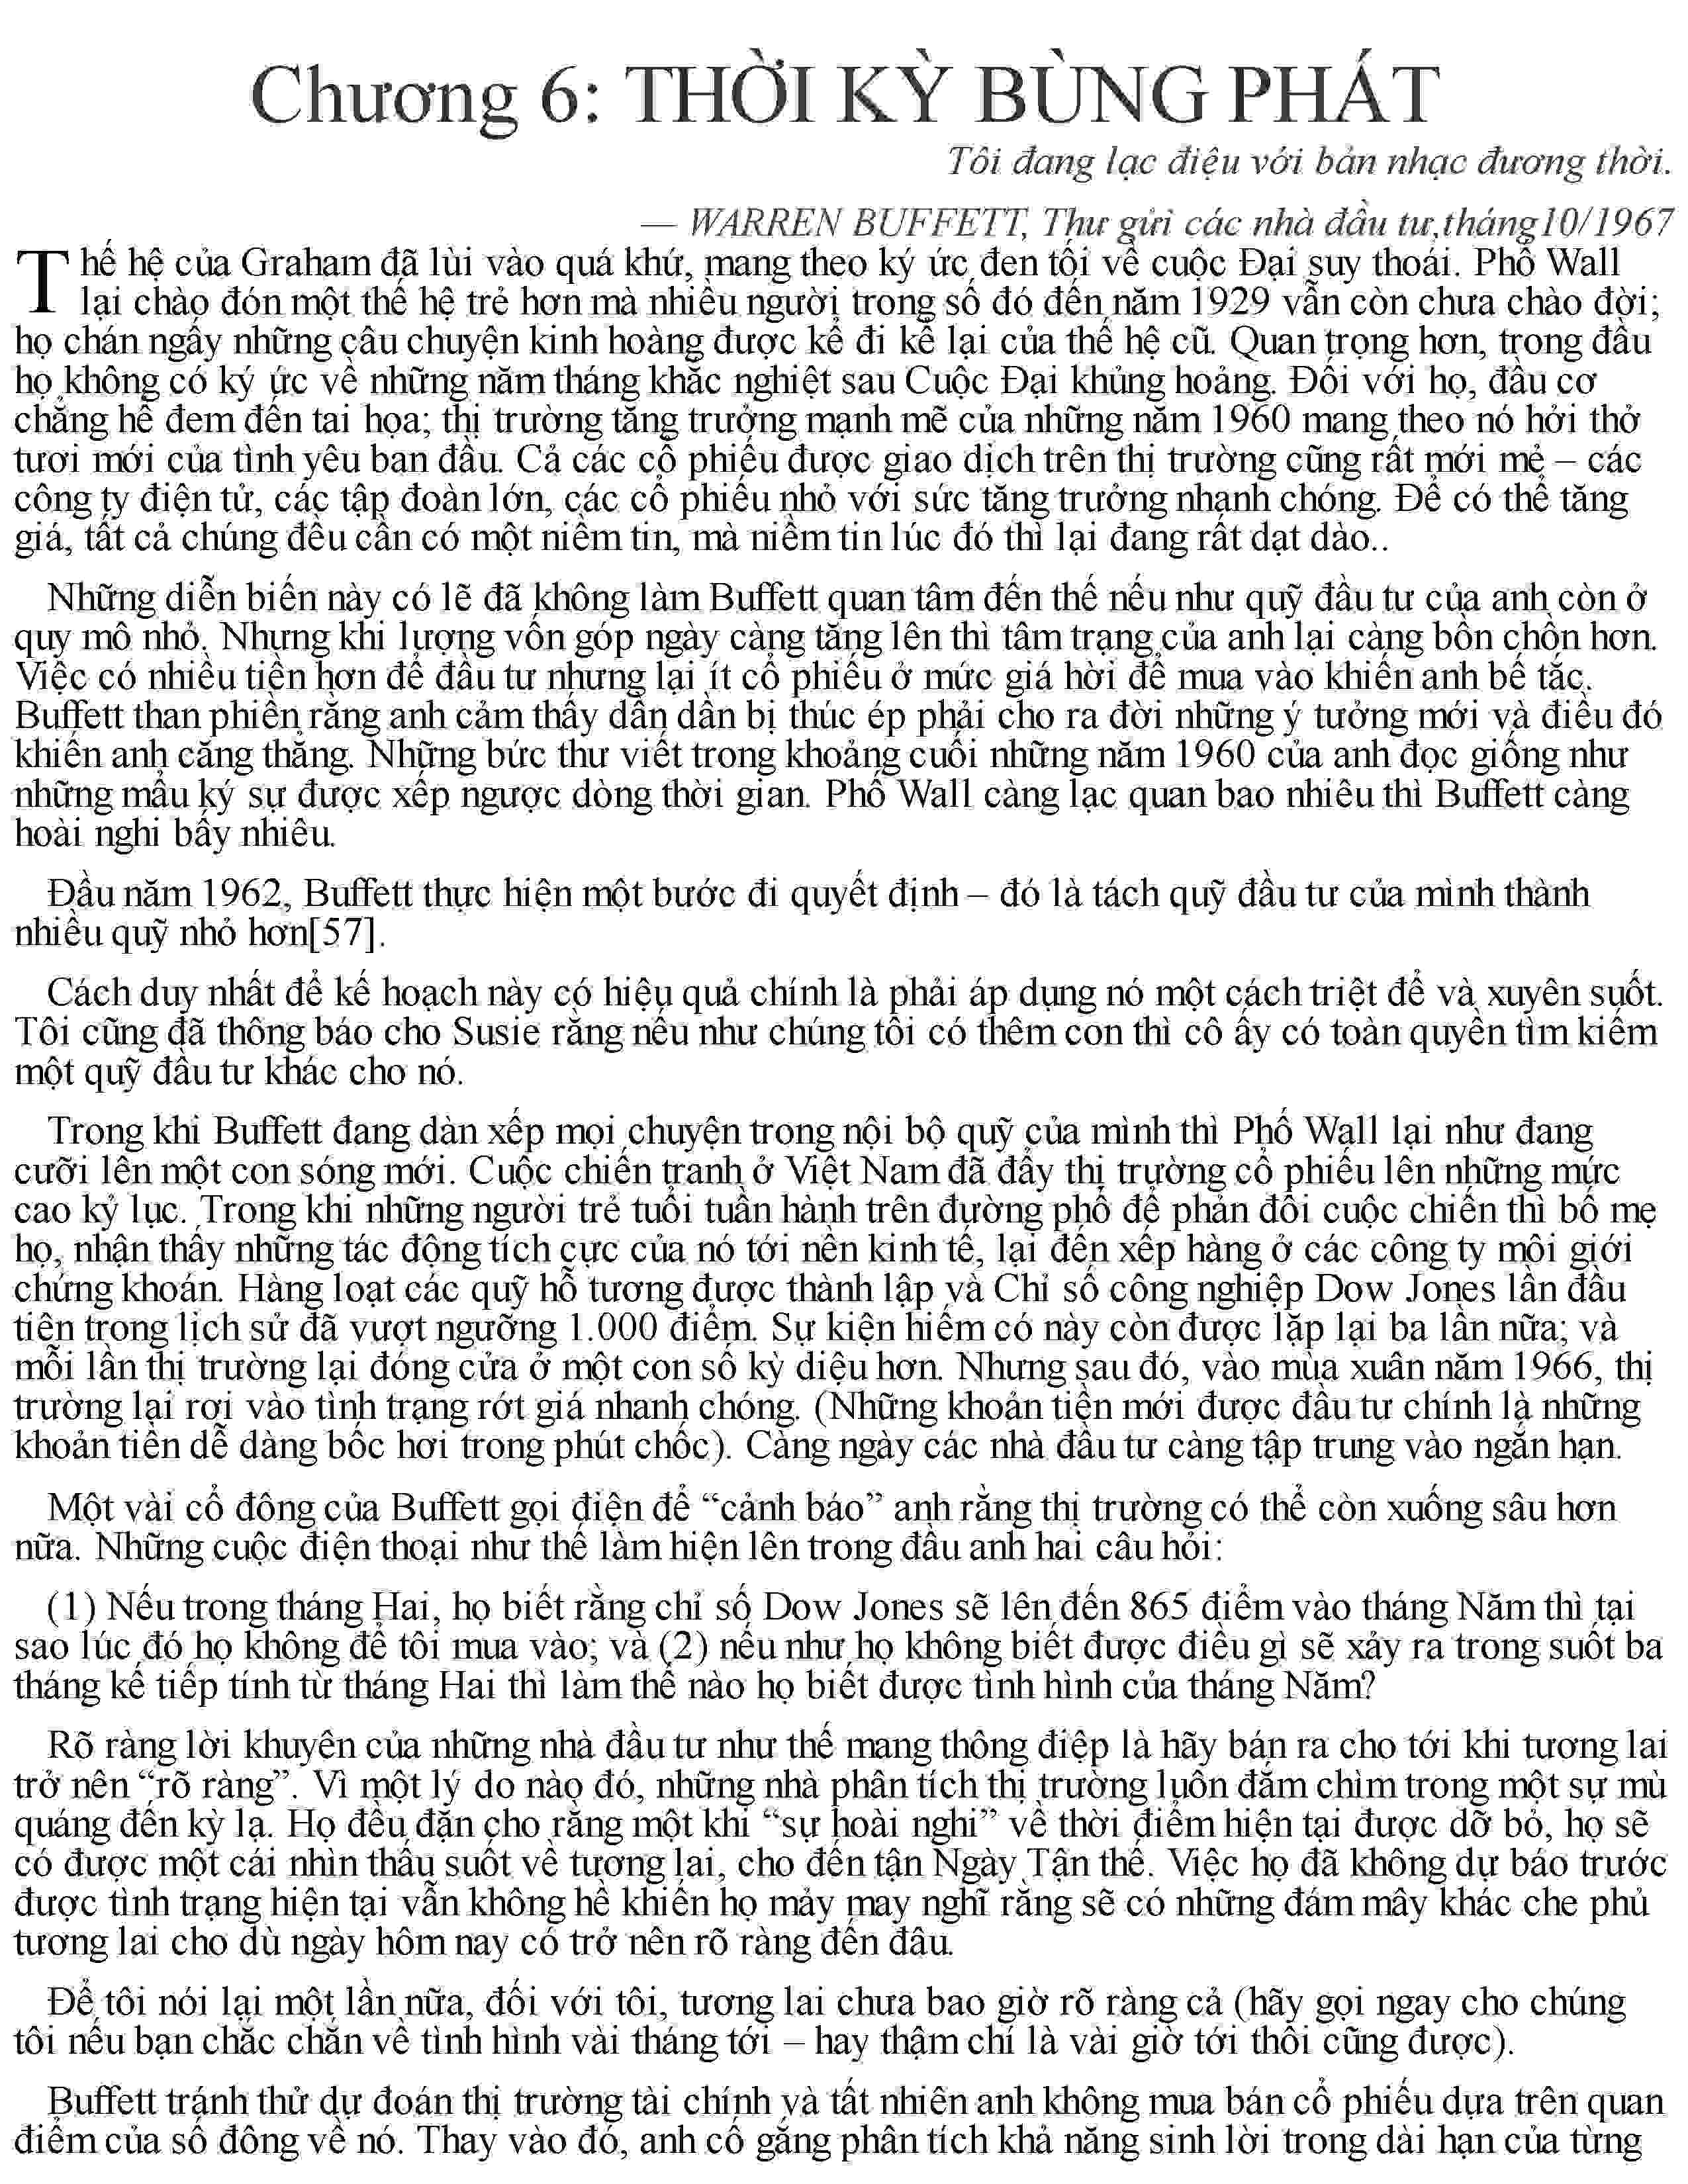 Chương 6: THỜI KỲ BÙNG PHÁT
Tôi đang lạc điệu với bản nhạc đương thời.
— WARREN BUFFETT, Thư gửi các nhà đầu tư,tháng10/1967
Thế hệ của Graham đã lùi vào quá khứ, mang theo ký ức đen tối về cuộc Đại suy thoái. Phố Wall
lại chào đón một thế hệ trẻ hơn mà nhiều người trong số đó đến năm 1929 vẫn còn chưa chào đời;
họ chán ngấy những câu chuyện kinh hoàng được kể đi kể lại của thế hệ cũ. Quan trọng hơn, trong đầu
họ không có ký ức về những năm tháng khắc nghiệt sau Cuộc Đại khủng hoảng. Đối với họ, đầu cơ
chẳng hề đem đến tai họa; thị trường tăng trưởng mạnh mẽ của những năm 1960 mang theo nó hởi thở
tươi mới của tình yêu ban đầu. Cả các cổ phiếu được giao dịch trên thị trường cũng rất mới mẻ – các
công ty điện tử, các tập đoàn lớn, các cổ phiếu nhỏ với sức tăng trưởng nhanh chóng. Để có thể tăng
giá, tất cả chúng đều cần có một niềm tin, mà niềm tin lúc đó thì lại đang rất dạt dào..
Những diễn biến này có lẽ đã không làm Buffett quan tâm đến thế nếu như quỹ đầu tư của anh còn ở
quy mô nhỏ. Nhưng khi lượng vốn góp ngày càng tăng lên thì tâm trạng của anh lại càng bồn chồn hơn.
Việc có nhiều tiền hơn để đầu tư nhưng lại ít cổ phiếu ở mức giá hời để mua vào khiến anh bế tắc.
Buffett than phiền rằng anh cảm thấy dần dần bị thúc ép phải cho ra đời những ý tưởng mới và điều đó
khiến anh căng thẳng. Những bức thư viết trong khoảng cuối những năm 1960 của anh đọc giống như
những mẩu ký sự được xếp ngược dòng thời gian. Phố Wall càng lạc quan bao nhiêu thì Buffett càng
hoài nghi bấy nhiêu.
Đầu năm 1962, Buffett thực hiện một bước đi quyết định – đó là tách quỹ đầu tư của mình thành
nhiều quỹ nhỏ hơn[57].
Cách duy nhất để kế hoạch này có hiệu quả chính là phải áp dụng nó một cách triệt để và xuyên suốt.
Tôi cũng đã thông báo cho Susie rằng nếu như chúng tôi có thêm con thì cô ấy có toàn quyền tìm kiếm
một quỹ đầu tư khác cho nó.
Trong khi Buffett đang dàn xếp mọi chuyện trong nội bộ quỹ của mình thì Phố Wall lại như đang
cưỡi lên một con sóng mới. Cuộc chiến tranh ở Việt Nam đã đẩy thị trường cổ phiếu lên những mức
cao kỷ lục. Trong khi những người trẻ tuổi tuần hành trên đường phố để phản đối cuộc chiến thì bố mẹ
họ, nhận thấy những tác động tích cực của nó tới nền kinh tế, lại đến xếp hàng ở các công ty môi giới
chứng khoán. Hàng loạt các quỹ hỗ tương được thành lập và Chỉ số công nghiệp Dow Jones lần đầu
tiên trong lịch sử đã vượt ngưỡng 1.000 điểm. Sự kiện hiếm có này còn được lặp lại ba lần nữa; và
mỗi lần thị trường lại đóng cửa ở một con số kỳ diệu hơn. Nhưng sau đó, vào mùa xuân năm 1966, thị
trường lại rơi vào tình trạng rớt giá nhanh chóng. (Những khoản tiền mới được đầu tư chính là những
khoản tiền dễ dàng bốc hơi trong phút chốc). Càng ngày các nhà đầu tư càng tập trung vào ngắn hạn.
Một vài cổ đông của Buffett gọi điện để “cảnh báo” anh rằng thị trường có thể còn xuống sâu hơn
nữa. Những cuộc điện thoại như thế làm hiện lên trong đầu anh hai câu hỏi:
(1) Nếu trong tháng Hai, họ biết rằng chỉ số Dow Jones sẽ lên đến 865 điểm vào tháng Năm thì tại
sao lúc đó họ không để tôi mua vào; và (2) nếu như họ không biết được điều gì sẽ xảy ra trong suốt ba
tháng kế tiếp tính từ tháng Hai thì làm thế nào họ biết được tình hình của tháng Năm?
Rõ ràng lời khuyên của những nhà đầu tư như thế mang thông điệp là hãy bán ra cho tới khi tương lai
trở nên “rõ ràng”. Vì một lý do nào đó, những nhà phân tích thị trường luôn đắm chìm trong một sự mù
quáng đến kỳ lạ. Họ đều đặn cho rằng một khi “sự hoài nghi” về thời điểm hiện tại được dỡ bỏ, họ sẽ
có được một cái nhìn thấu suốt về tương lai, cho đến tận Ngày Tận thế. Việc họ đã không dự báo trước
được tình trạng hiện tại vẫn không hề khiến họ mảy may nghĩ rằng sẽ có những đám mây khác che phủ
tương lai cho dù ngày hôm nay có trở nên rõ ràng đến đâu.
Để tôi nói lại một lần nữa, đối với tôi, tương lai chưa bao giờ rõ ràng cả (hãy gọi ngay cho chúng
tôi nếu bạn chắc chắn về tình hình vài tháng tới – hay thậm chí là vài giờ tới thôi cũng được).
Buffett tránh thử dự đoán thị trường tài chính và tất nhiên anh không mua bán cổ phiếu dựa trên quan
điểm của số đông về nó. Thay vào đó, anh cố gắng phân tích khả năng sinh lời trong dài hạn của từng